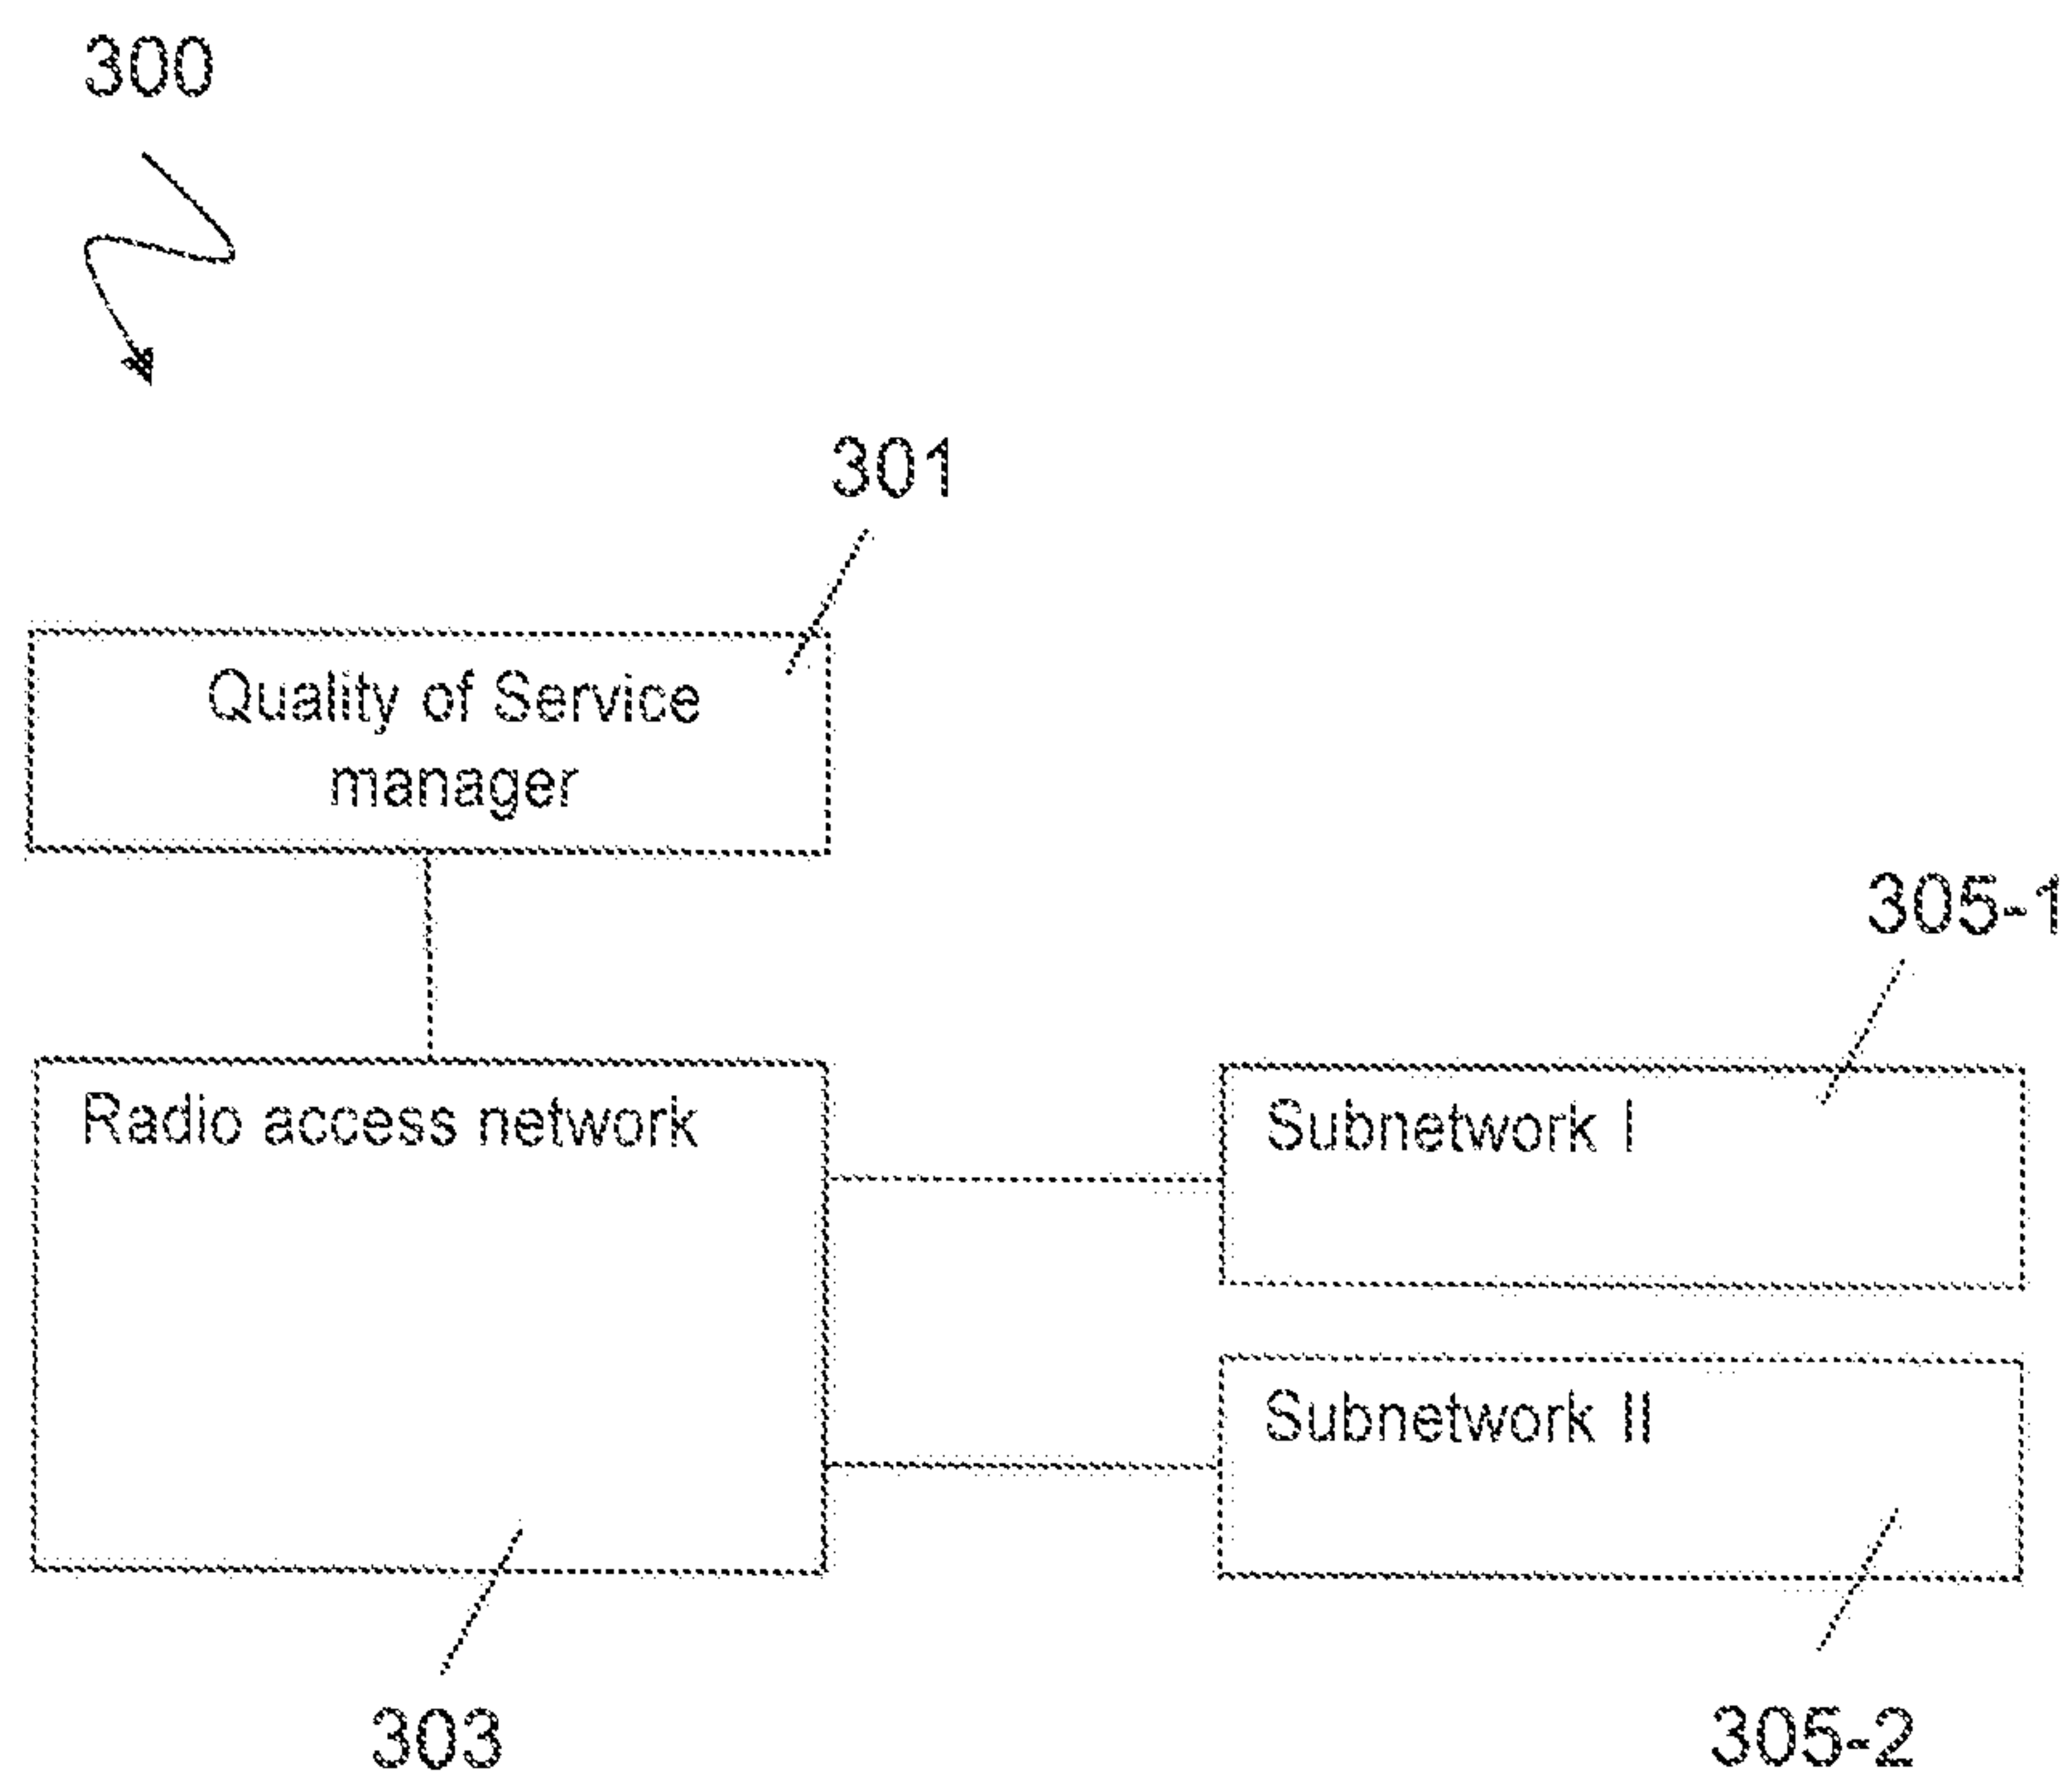 300
301
Quality of Service
manager
305-1
Radio access network
Subnetwork I
Subnetwork II
303
305-2